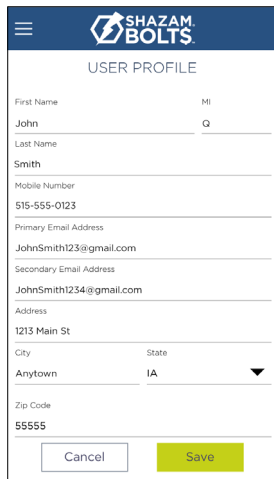 SHAZAM
BOLT$.
USER PROFILE
First Name MI
John Q
Last Name
Smith
Mobile Number
515-555-0123
Primary Email Address
JohnSmith123@gmail.com
Secondary Email Address
JohnSmith1234@gmail.com
Address
1213 Main St
City State
Anytown IA
Zip Code
55555
Cancel Save